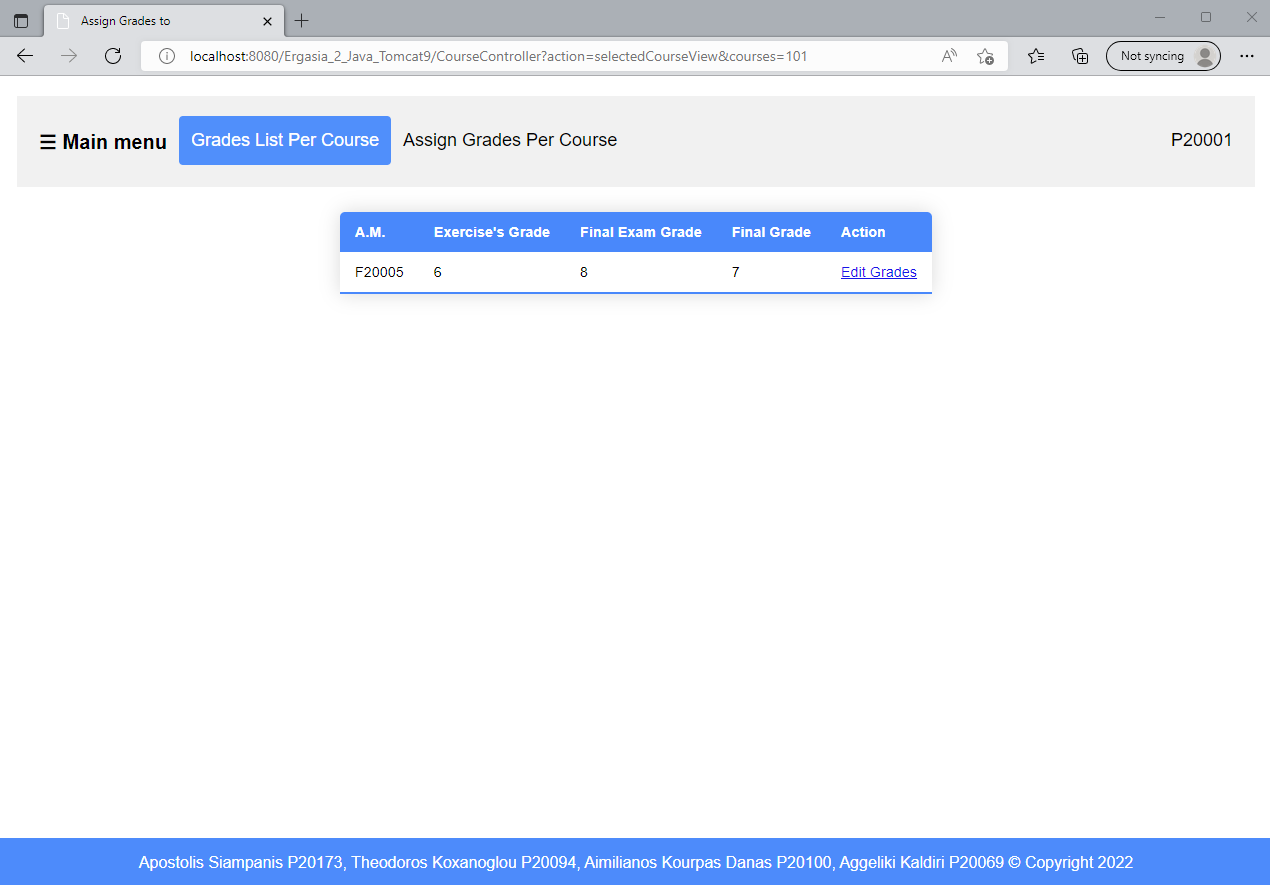 Assign Grades to
localhost:8080/Ergasia_2_Java_Tomcat9/CourseController?action=selectedCourseView&courses=101
Not syncing
☰ Main menu Grades List Per Course Assign Grades Per Course P20001
A.M. Exercise's Grade Final Exam Grade Final Grade Action
F20005 6 8 7 Edit Grades
Apostolis Siampanis P20173, Theodoros Koxanoglou P20094, Aimilianos Kourpas Danas P20100, Aggeliki Kaldiri P20069 © Copyright 2022